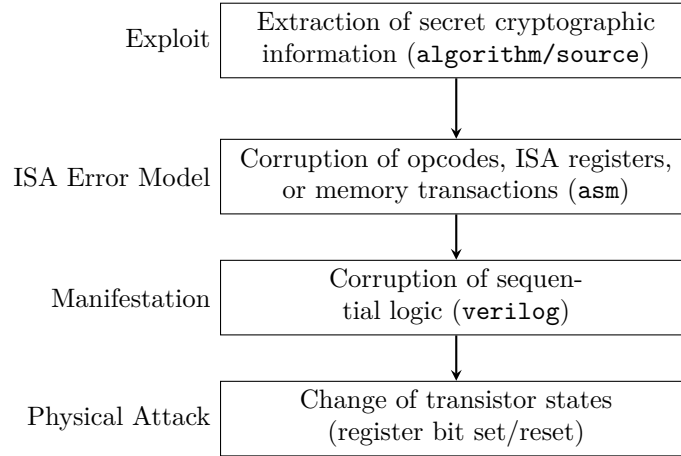 Exploit
Extraction of secret cryptographic
information (algorithm/source)
ISA Error Model
Corruption of opcodes, ISA registers,
or memory transactions (asm)
Manifestation
Corruption of sequen-
tial logic (verilog)
Physical Attack
Change of transistor states
(register bit set/reset)